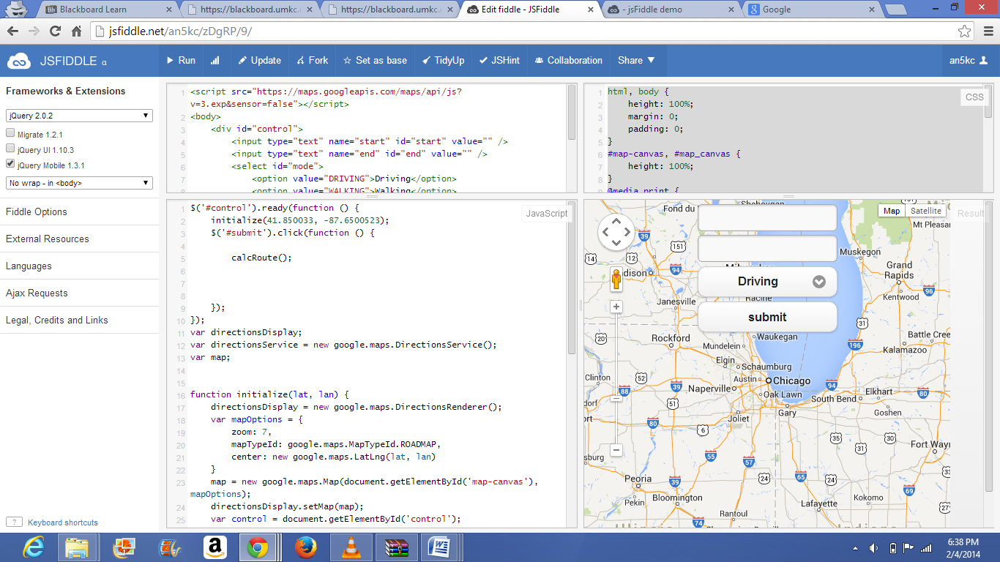 Blackboard Learn
https://blackboard.umkc.
https://blackboard.umkc.
Edit fiddle - JSFiddle
- jsFiddle demo
Google
jsfiddle.net/an5kc/zDgRP/9/
JSFIDDLE α
Run
Update
Fork
Set as base
TidyUp
JSHint
Collaboration
Share
an5kc
Frameworks & Extensions
jQuery 2.0.2
Migrate 1.2.1
jQuery UI 1.10.3
jQuery Mobile 1.3.1
No wrap - in <body>
Fiddle Options
External Resources
Languages
Ajax Requests
Legal, Credits and Links
? Keyboard shortcuts
1 <script src="https://maps.googleapis.com/maps/api/js?
v=3.exp&sensor=false"></script>
2 <body>
3 <div id="control">
4 <input type="text" name="start" id="start" value="" />
5 <input type="text" name="end" id="end" value="" />
6 <select id="mode">
7 <option value="DRIVING">Driving</option>
8 <option value="WALKING">Walking</option>
CSS
1 html, body {
2 height: 100%;
3 margin: 0;
4 padding: 0;
5 }
6 #map-canvas, #map_canvas {
7 height: 100%;
8 }
9 @media print {
JavaScript
1 $('#control').ready(function () {
2 initialize(41.850033, -87.6500523);
3 $('#submit').click(function () {
4
5 calcRoute();
6
7
8
9 });
10 });
11 var directionsDisplay;
12 var directionsService = new google.maps.DirectionsService();
13 var map;
14
15
16 function initialize(lat, lan) {
17 directionsDisplay = new google.maps.DirectionsRenderer();
18 var mapOptions = {
19 zoom: 7,
20 mapTypeId: google.maps.MapTypeId.ROADMAP,
21 center: new google.maps.LatLng(lat, lan)
22 }
23 map = new google.maps.Map(document.getElementById('map-canvas'),
mapOptions);
24 directionsDisplay.setMap(map);
25 var control = document.getElementById('control');
Result
Map
Satellite
Driving
submit
Sheboygan
Fond du
Mt Pleasan
39
151
Muskegon
14
12
94
dison
Grand
Rapids
96
Kentwood
Racine
Janesville
31
Battle Cree
20
Rockford
Waukegan
Mundelein
196
Kalamazoo
Elgin
Schaumburg
Clinton
52
Austin
Chicago
94
88
39
Naperville
Oak Lawn
South Bend
Elkhart
80
dorf
51
Gary
Goshen
ort
80
Joliet
6
35
30
31
Fort Wayn
sburg
55
57
65
24
24
33
Peoria
39
69
Pekin
Bloomington
Lafayette
Kokomo
27
Rantoul
74
Illinois
Indiana
6:38 PM
2/4/2014